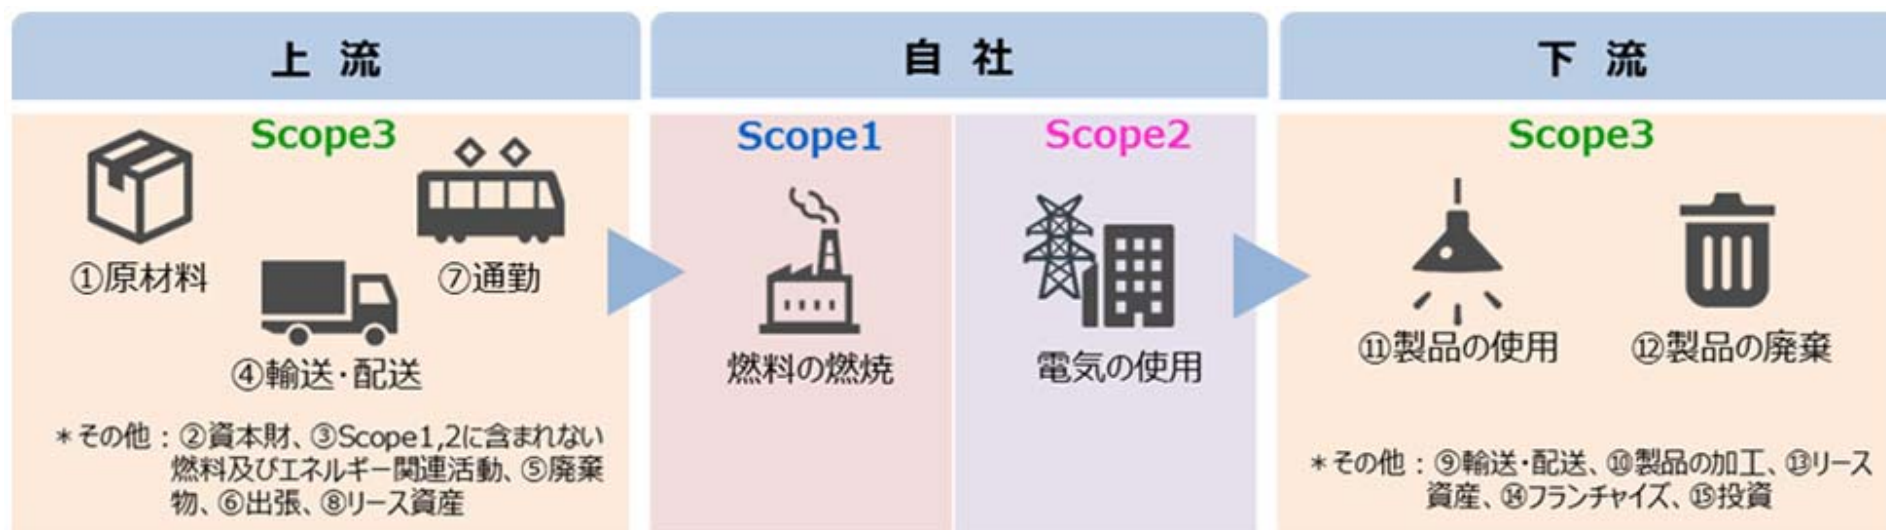 上流
Scope3
①原材料
⑦通勤
④輸送・配送
＊その他：②資本財、③Scope1,2に含まれない
燃料及びエネルギー関連活動、⑤廃棄
物、⑥出張、⑧リース資産
自社
Scope1
燃料の燃焼
Scope2
電気の使用
下流
Scope3
⑪製品の使用
⑫製品の廃棄
＊その他：⑨輸送・配送、⑩製品の加工、⑬リース
資産、⑭フランチャイズ、⑮投資